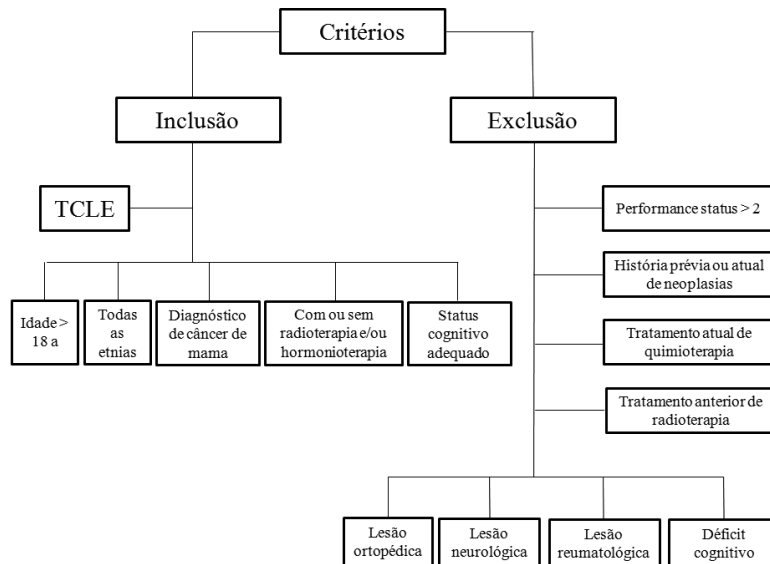 Critérios
Inclusão
Exclusão
TCLE
Idade >
18 a
Todas
as
etnias
Diagnóstico
de câncer de
mama
Com ou sem
radioterapia e/ou
hormonioterapia
Status
cognitivo
adequado
Performance status > 2
História prévia ou atual
de neoplasias
Tratamento atual de
quimioterapia
Tratamento anterior de
radioterapia
Lesão
ortopédica
Lesão
neurológica
Lesão
reumatológica
Déficit
cognitivo